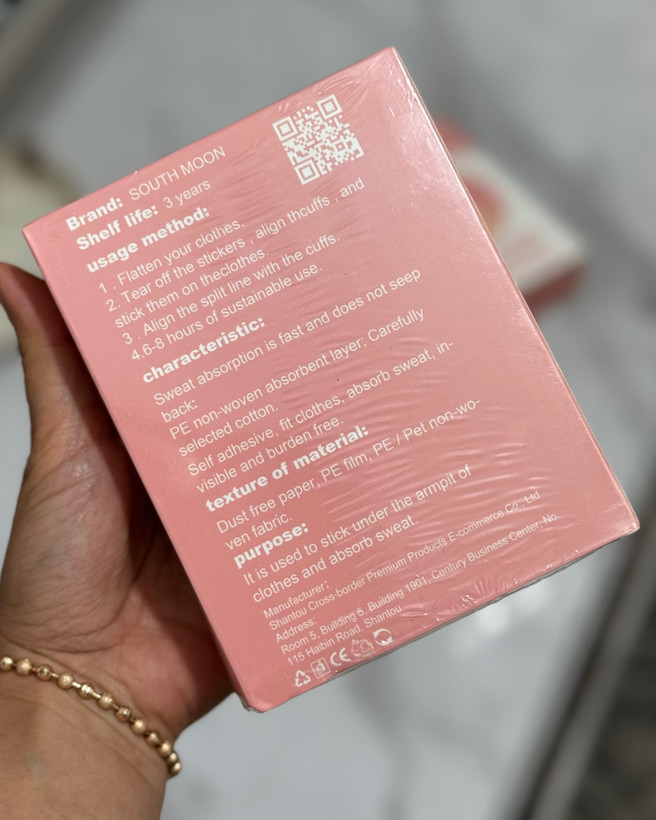 Brand: SOUTH MOON
Shelf life: 3 years
usage method:
1 . Flatten your clothes.
2. Tear off the stickers , align thcuffs , and
stick them on theclothes.
3 . Align the split line with the cuffs.
4.6-8 hours of sustainable use.
characteristic:
Sweat absorption is fast and does not seep
back;
PE non-woven absorbent layer; Carefully
selected cotton.
Self adhesive, fit clothes, absorb sweat, in-
visible and burden free.
texture of material:
Dust free paper, PE film, PE / Pet non-wo-
ven fabric.
purpose:
It is used to stick under the armpit of
clothes and absorb sweat.
Manufacturer:
Shantou Cross-border Premium Products E-commerce Co., Ltd
Address:
Room 5, Building 6, Building 1901, Century Business Center, No.
115 Haibin Road, Shantou
CE